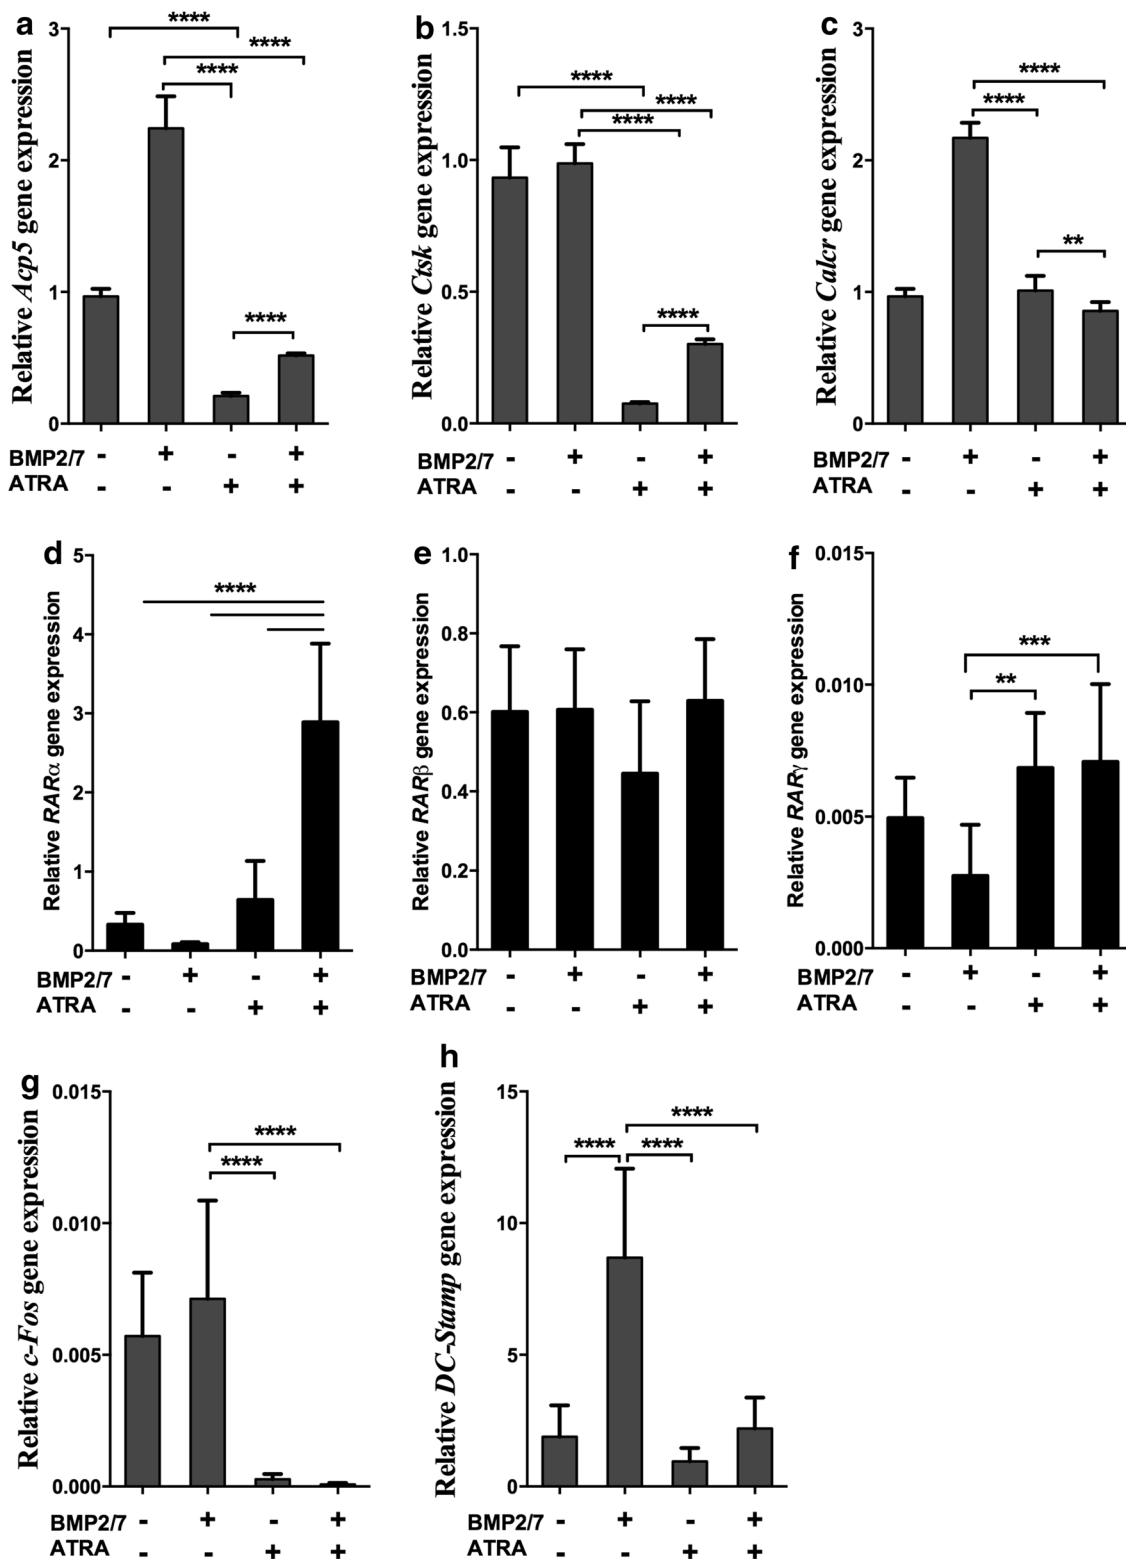 a
Relative Acp5 gene expression
3
2
1
0
****
****
****
****
BMP2/7 - + - +
ATRA - - + +
b
Relative Ctsk gene expression
1.5
1.0
0.5
0.0
****
****
****
****
BMP2/7 - + - +
ATRA - - + +
c
Relative Calcr gene expression
3
2
1
0
****
****
**
BMP2/7 - + - +
ATRA - - + +
d
Relative RARα gene expression
5
4
3
2
1
0
****
BMP2/7 - + - +
ATRA - - + +
e
Relative RARβ gene expression
1.0
0.8
0.6
0.4
0.2
0.0
BMP2/7 - + - +
ATRA - - + +
f
Relative RARγ gene expression
0.015
0.010
0.005
0.000
***
**
BMP2/7 - + - +
ATRA - - + +
g
Relative c-Fos gene expression
0.015
0.010
0.005
0.000
****
****
BMP2/7 - + - +
ATRA - - + +
h
Relative DC-Stamp gene expression
15
10
5
0
****
****
****
BMP2/7 - + - +
ATRA - - + +